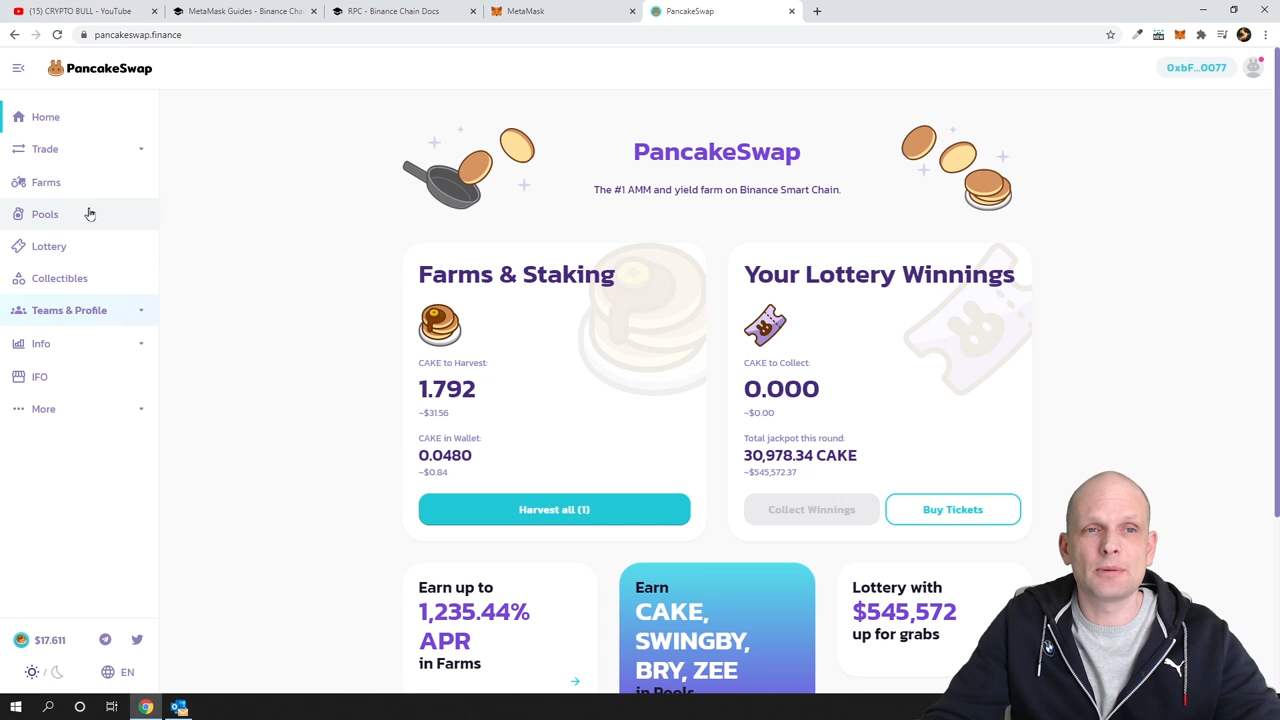 (15) CRYPTO BULL - YouTube
MetaMask Guides - Binance Chai
RPC - Binance Chain Docs
MetaMask
PancakeSwap
pancakeswap.finance
PancakeSwap
0xbF...0077
Home
Trade
Farms
Pools
Lottery
Collectibles
Teams & Profile
Info
IFO
More
$17.611
EN
PancakeSwap
The #1 AMM and yield farm on Binance Smart Chain.
Farms & Staking
CAKE to Harvest:
1.792
~$31.56
CAKE in Wallet:
0.0480
~$0.84
Harvest all (1)
Your Lottery Winnings
CAKE to Collect:
0.000
~$0.00
Total jackpot this round:
30,978.34 CAKE
~$545,572.37
Collect Winnings
Buy Tickets
Earn up to
1,235.44%
APR
in Farms
Earn
CAKE,
SWINGBY,
BRY, ZEE
in Pools
Lottery with
$545,572
up for grabs